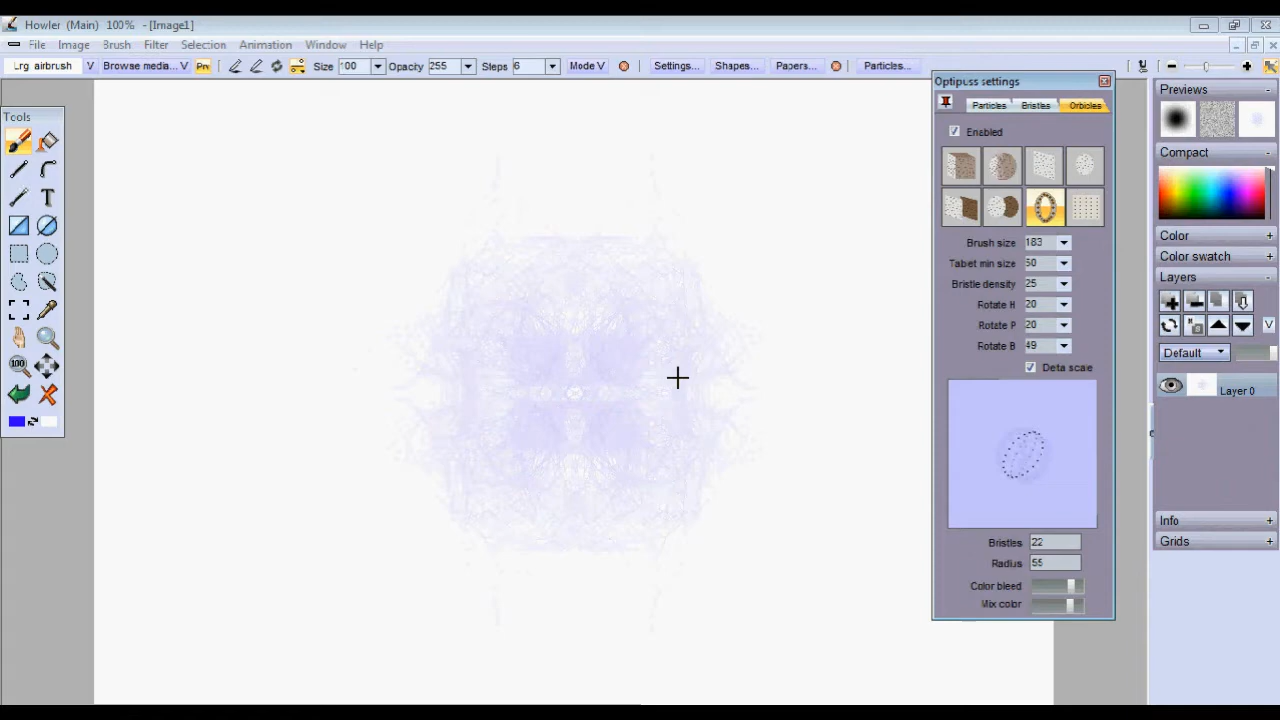 Howler (Main) 100% - [Image1]
File Image Brush Filter Selection Animation Window Help
Lrg airbrush V Browse media... V Prv Size 100 Opacity 255 Steps 6 Mode V Settings... Shapes... Papers... Particles...
Tools
T
100
Optipuss settings
Particles Bristles Orbicles
Enabled
Brush size 183
Tabet min size 50
Bristle density 25
Rotate H 20
Rotate P 20
Rotate B 49
Deta scale
Bristles 22
Radius 55
Color bleed
Mix color
Previews -
Compact -
Color +
Color swatch +
Layers -
V
Default
Layer 0
Info +
Grids +